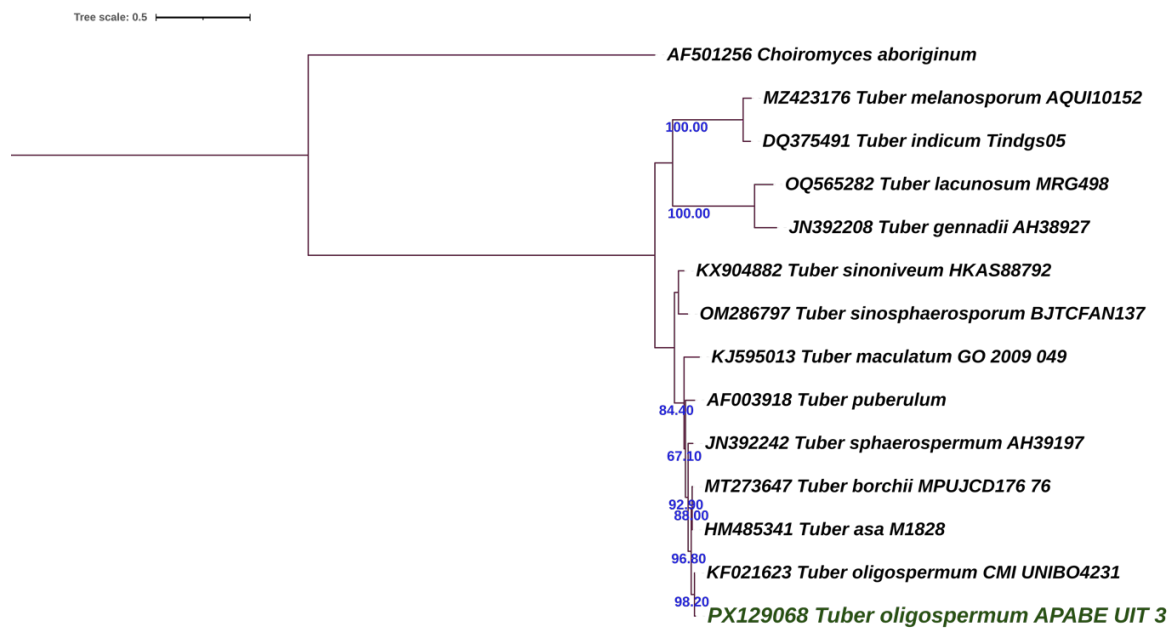 Tree scale: 0.5
AF501256 Choiromyces aboriginum
MZ423176 Tuber melanosporum AQUI10152
100.00
DQ375491 Tuber indicum Tindgs05
OQ565282 Tuber lacunosum MRG498
100.00
JN392208 Tuber gennadii AH38927
KX904882 Tuber sinoniveum HKAS88792
OM286797 Tuber sinosphaerosporum BJTCFAN137
KJ595013 Tuber maculatum GO 2009 049
AF003918 Tuber puberulum
84.40
JN392242 Tuber sphaerospermum AH39197
67.10
MT273647 Tuber borchii MPUJCD176 76
92.90
88.00
HM485341 Tuber asa M1828
96.80
KF021623 Tuber oligospermum CMI UNIBO4231
98.20
PX129068 Tuber oligospermum APABE UIT 3